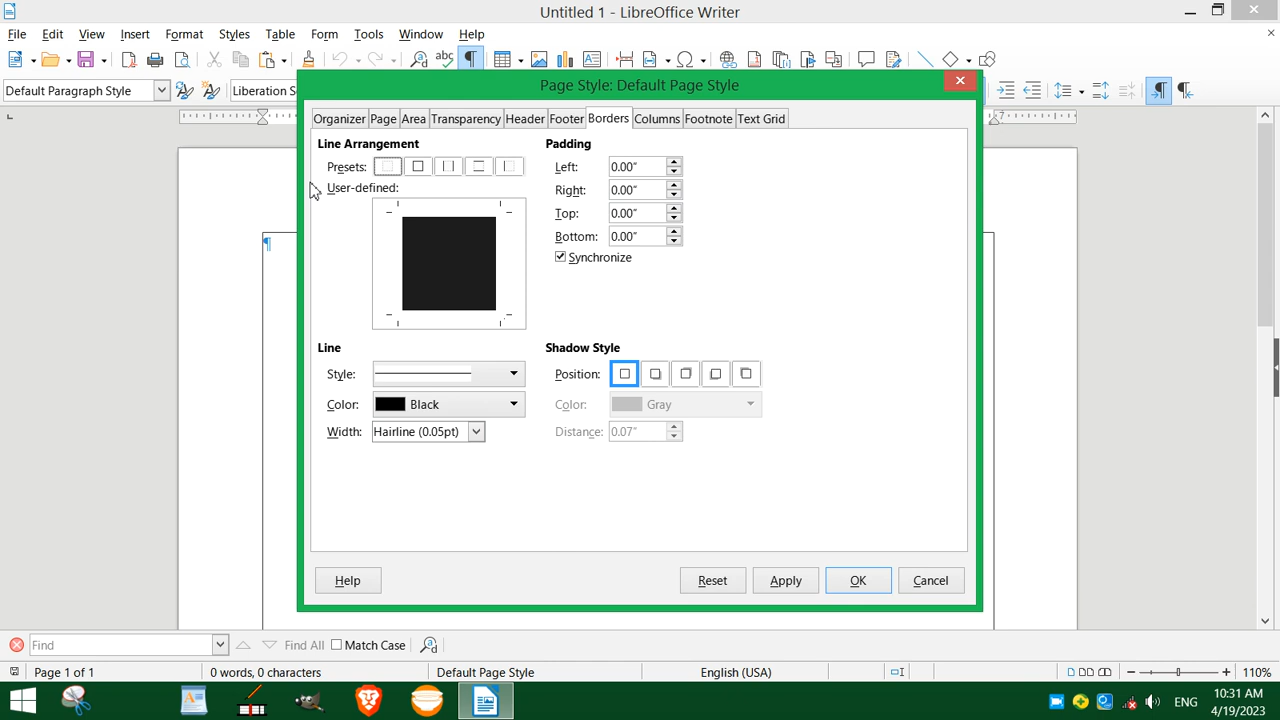 Untitled 1 - LibreOffice Writer
File Edit View Insert Format Styles Table Form Tools Window Help
Default Paragraph Style
Liberation S
Page Style: Default Page Style
Organizer Page Area Transparency Header Footer Borders Columns Footnote Text Grid
Line Arrangement
Presets:
User-defined:
Padding
Left: 0.00"
Right: 0.00"
Top: 0.00"
Bottom: 0.00"
Synchronize
Line
Style:
Color: Black
Width: Hairline (0.05pt)
Shadow Style
Position:
Color: Gray
Distance: 0.07"
Help Reset Apply OK Cancel
7
Find Find All Match Case
Page 1 of 1 0 words, 0 characters Default Page Style English (USA) 110%
ENG
10:31 AM
4/19/2023